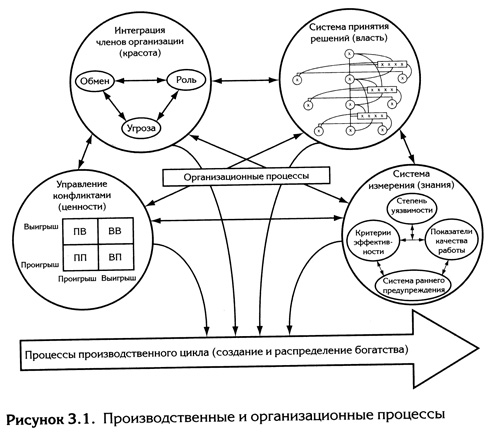 Интеграция
членов организации
(красота)
Обмен
Роль
Угроза
Система принятия
решений (власть)
x
x x x x
x
x
x
x x x x
x
x
x
x x x x
x
x
x
Организационные процессы
Управление
конфликтами
(ценности)
Выигрыш
ПВ
ВВ
Проигрыш
ПП
ВП
Проигрыш
Выигрыш
Система
измерения (знания)
Степень
уязвимости
Критерии
эффектив-
ности
Показатели
качества
работы
Система раннего
предупреждения
Процессы производственного цикла (создание и распределение богатства)
Рисунок 3.1. Производственные и организационные процессы